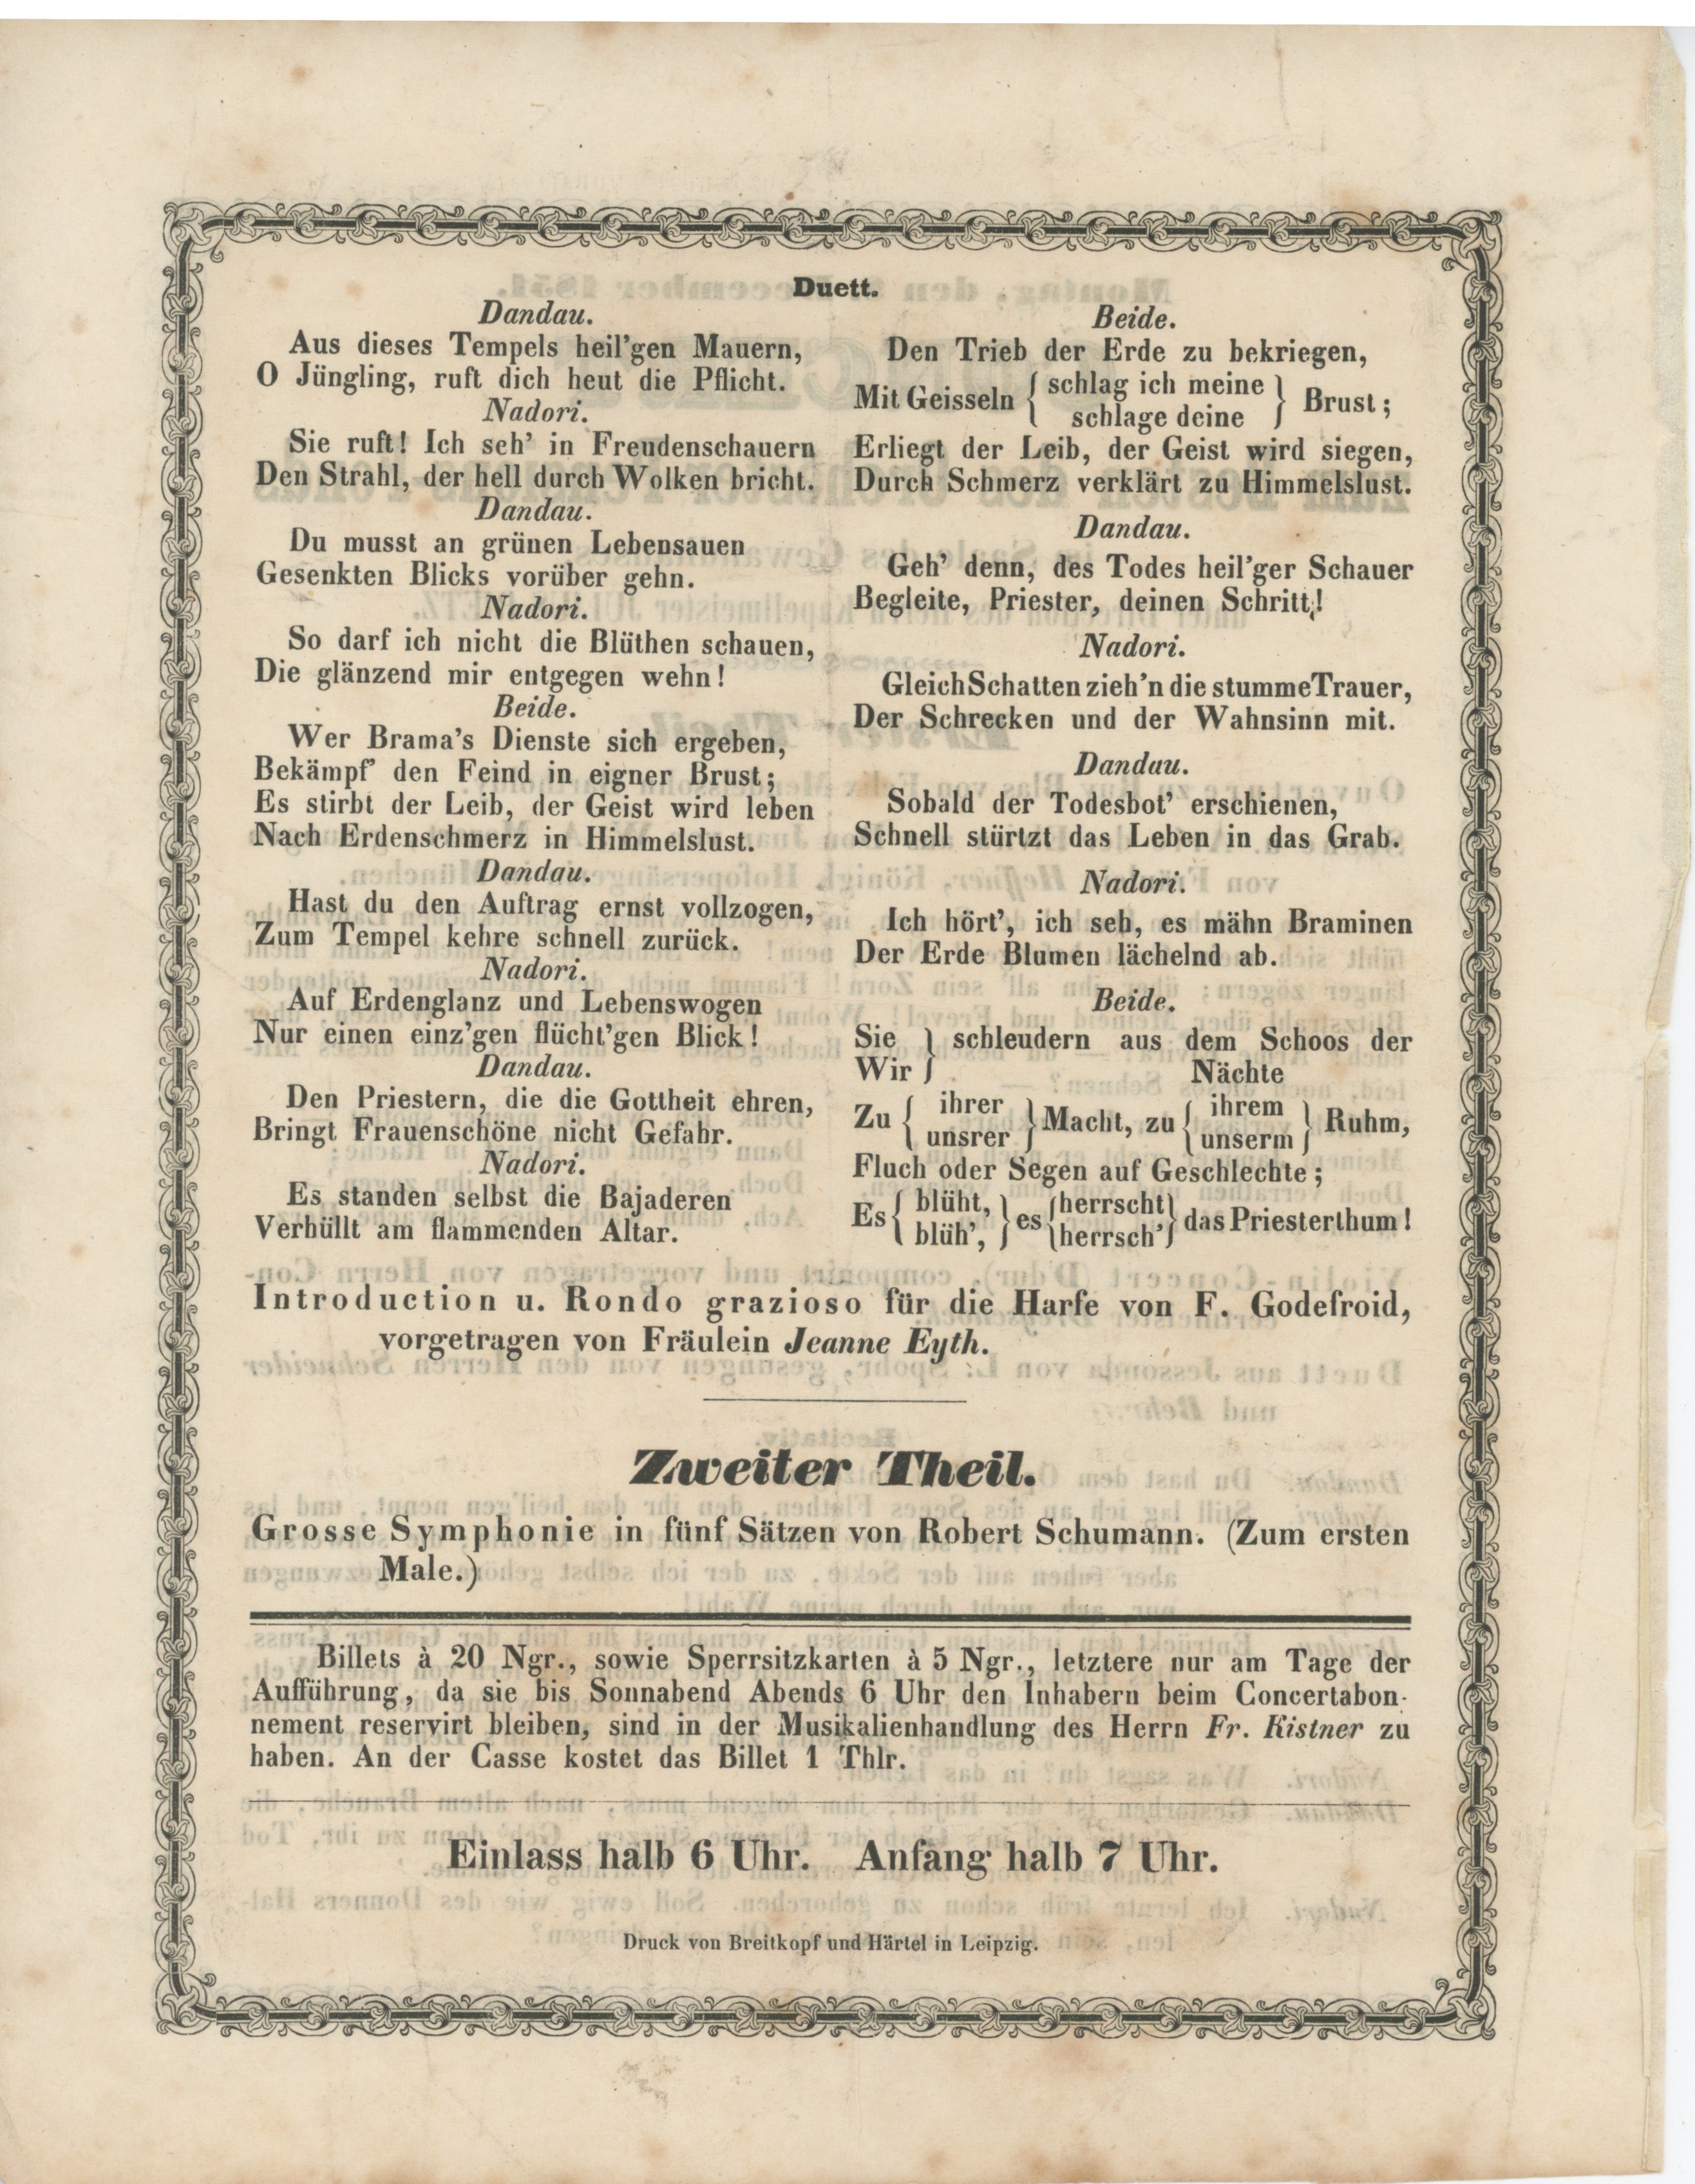 Duett.
Dandau.
Aus dieses Tempels heil'gen Mauern,
O Jüngling, ruft dich heut die Pflicht.
Nadori.
Sie ruft! Ich seh' in Freudenschauern
Den Strahl, der hell durch Wolken bricht.
Dandau.
Du musst an grünen Lebensauen
Gesenkten Blicks vorüber gehn.
Nadori.
So darf ich nicht die Blüthen schauen,
Die glänzend mir entgegen wehn!
Beide.
Wer Brama's Dienste sich ergeben,
Bekämpf' den Feind in eigner Brust;
Es stirbt der Leib, der Geist wird leben
Nach Erdenschmerz in Himmelslust.
Dandau.
Hast du den Auftrag ernst vollzogen,
Zum Tempel kehre schnell zurück.
Nadori.
Auf Erdenglanz und Lebenswogen
Nur einen einz'gen flücht'gen Blick!
Dandau.
Den Priestern, die die Gottheit ehren,
Bringt Frauenschöne nicht Gefahr.
Nadori.
Es standen selbst die Bajaderen
Verhüllt am flammenden Altar.
Beide.
Den Trieb der Erde zu bekriegen,
Mit Geisseln { schlag ich meine } Brust;
schlage deine
Erliegt der Leib, der Geist wird siegen,
Durch Schmerz verklärt zu Himmelslust.
Dandau.
Geh' denn, des Todes heil'ger Schauer
Begleite, Priester, deinen Schritt!
Nadori.
Gleich Schatten zieh'n die stumme Trauer,
Der Schrecken und der Wahnsinn mit.
Dandau.
Sobald der Todesbot' erschienen,
Schnell stürtzt das Leben in das Grab.
Nadori.
Ich hört', ich seh, es mähn Braminen
Der Erde Blumen lächelnd ab.
Beide.
Sie } schleudern aus dem Schoos der
Wir } Nächte
Zu { ihrer } Macht, zu { ihrem } Ruhm,
unsrer unserm
Fluch oder Segen auf Geschlechte;
Es { blüht, } es { herrscht } das Priesterthum!
blüh', herrsch'
Introduction u. Rondo grazioso für die Harfe von F. Godefroid,
vorgetragen von Fräulein Jeanne Eyth.
Zweiter Theil.
Grosse Symphonie in fünf Sätzen von Robert Schumann. (Zum ersten
Male.)
Billets à 20 Ngr., sowie Sperrsitzkarten à 5 Ngr., letztere nur am Tage der
Aufführung, da sie bis Sonnabend Abends 6 Uhr den Inhabern beim Concertabon-
nement reservirt bleiben, sind in der Musikalienhandlung des Herrn Fr. Kistner zu
haben. An der Casse kostet das Billet 1 Thlr.
Einlass halb 6 Uhr. Anfang halb 7 Uhr.
Druck von Breitkopf und Härtel in Leipzig.